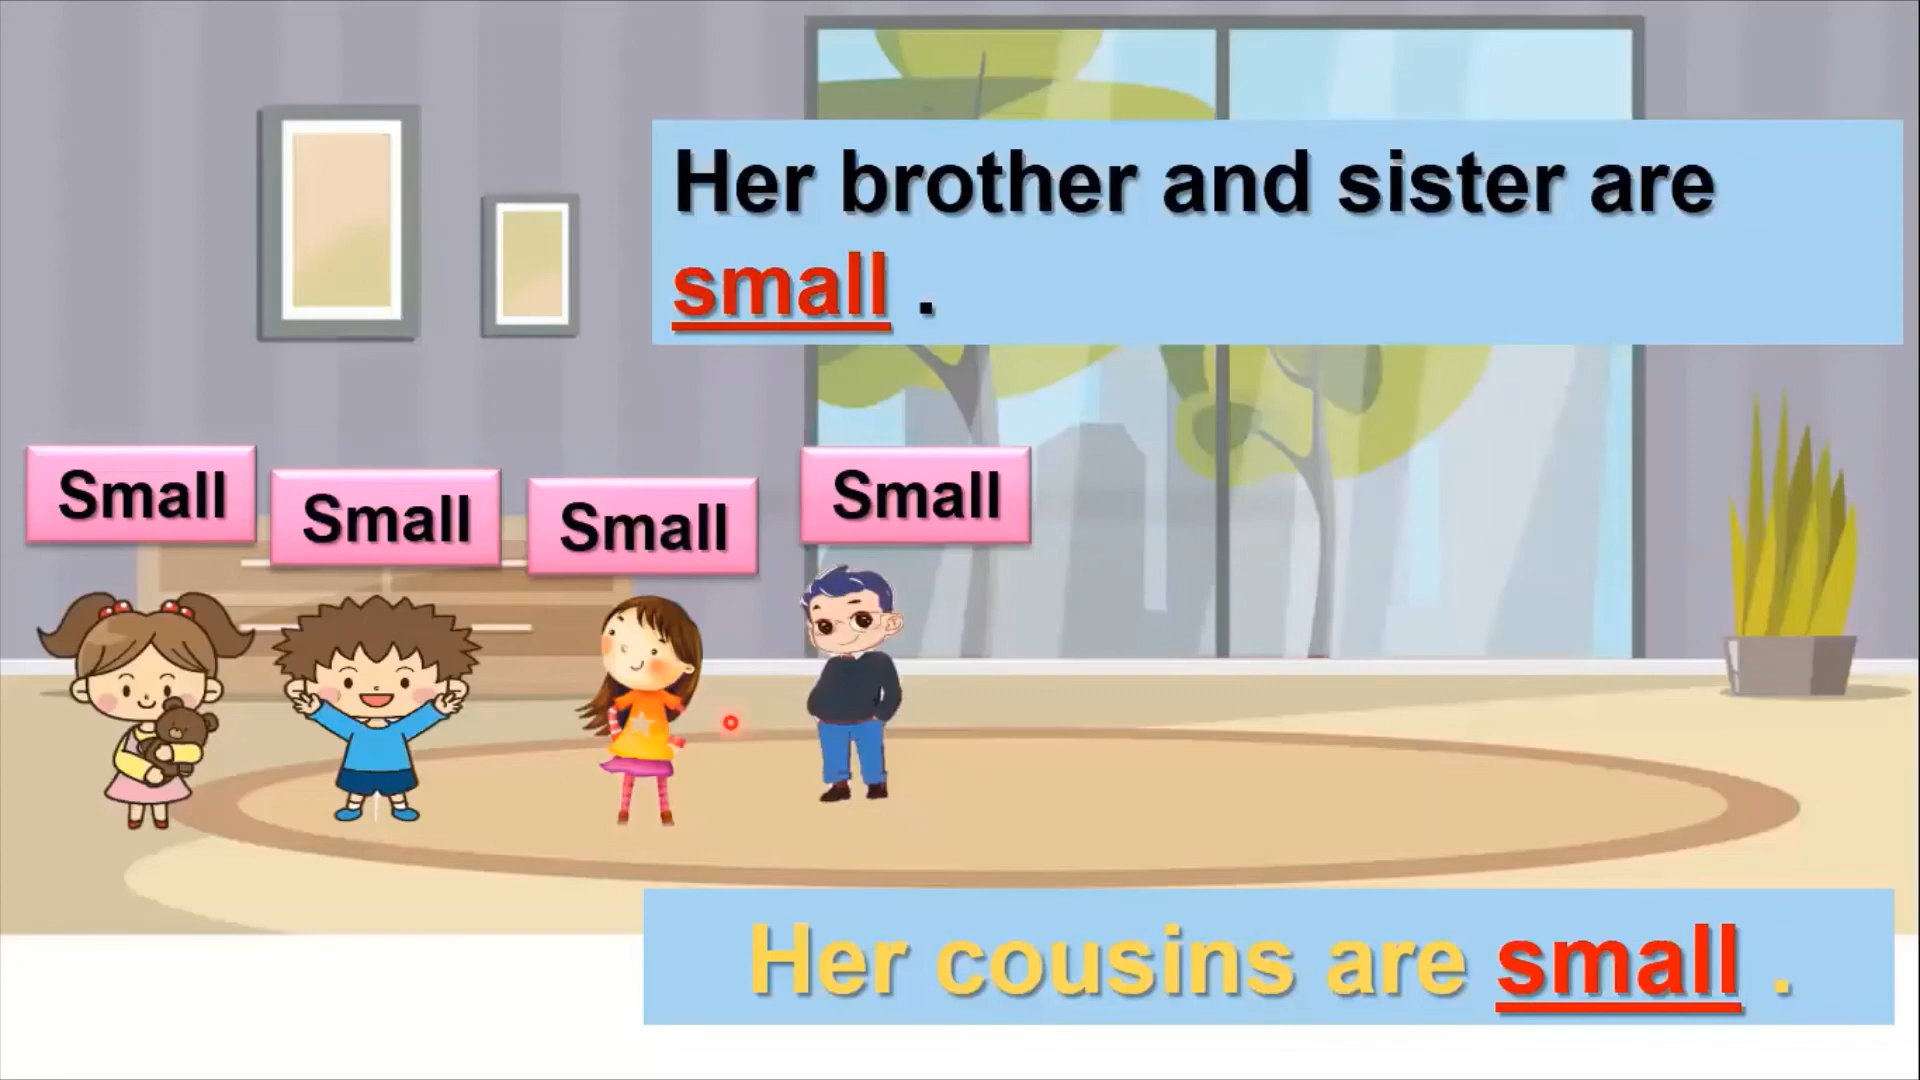 Her brother and sister are
small .
Small
Small
Small
Small
Her cousins are small .